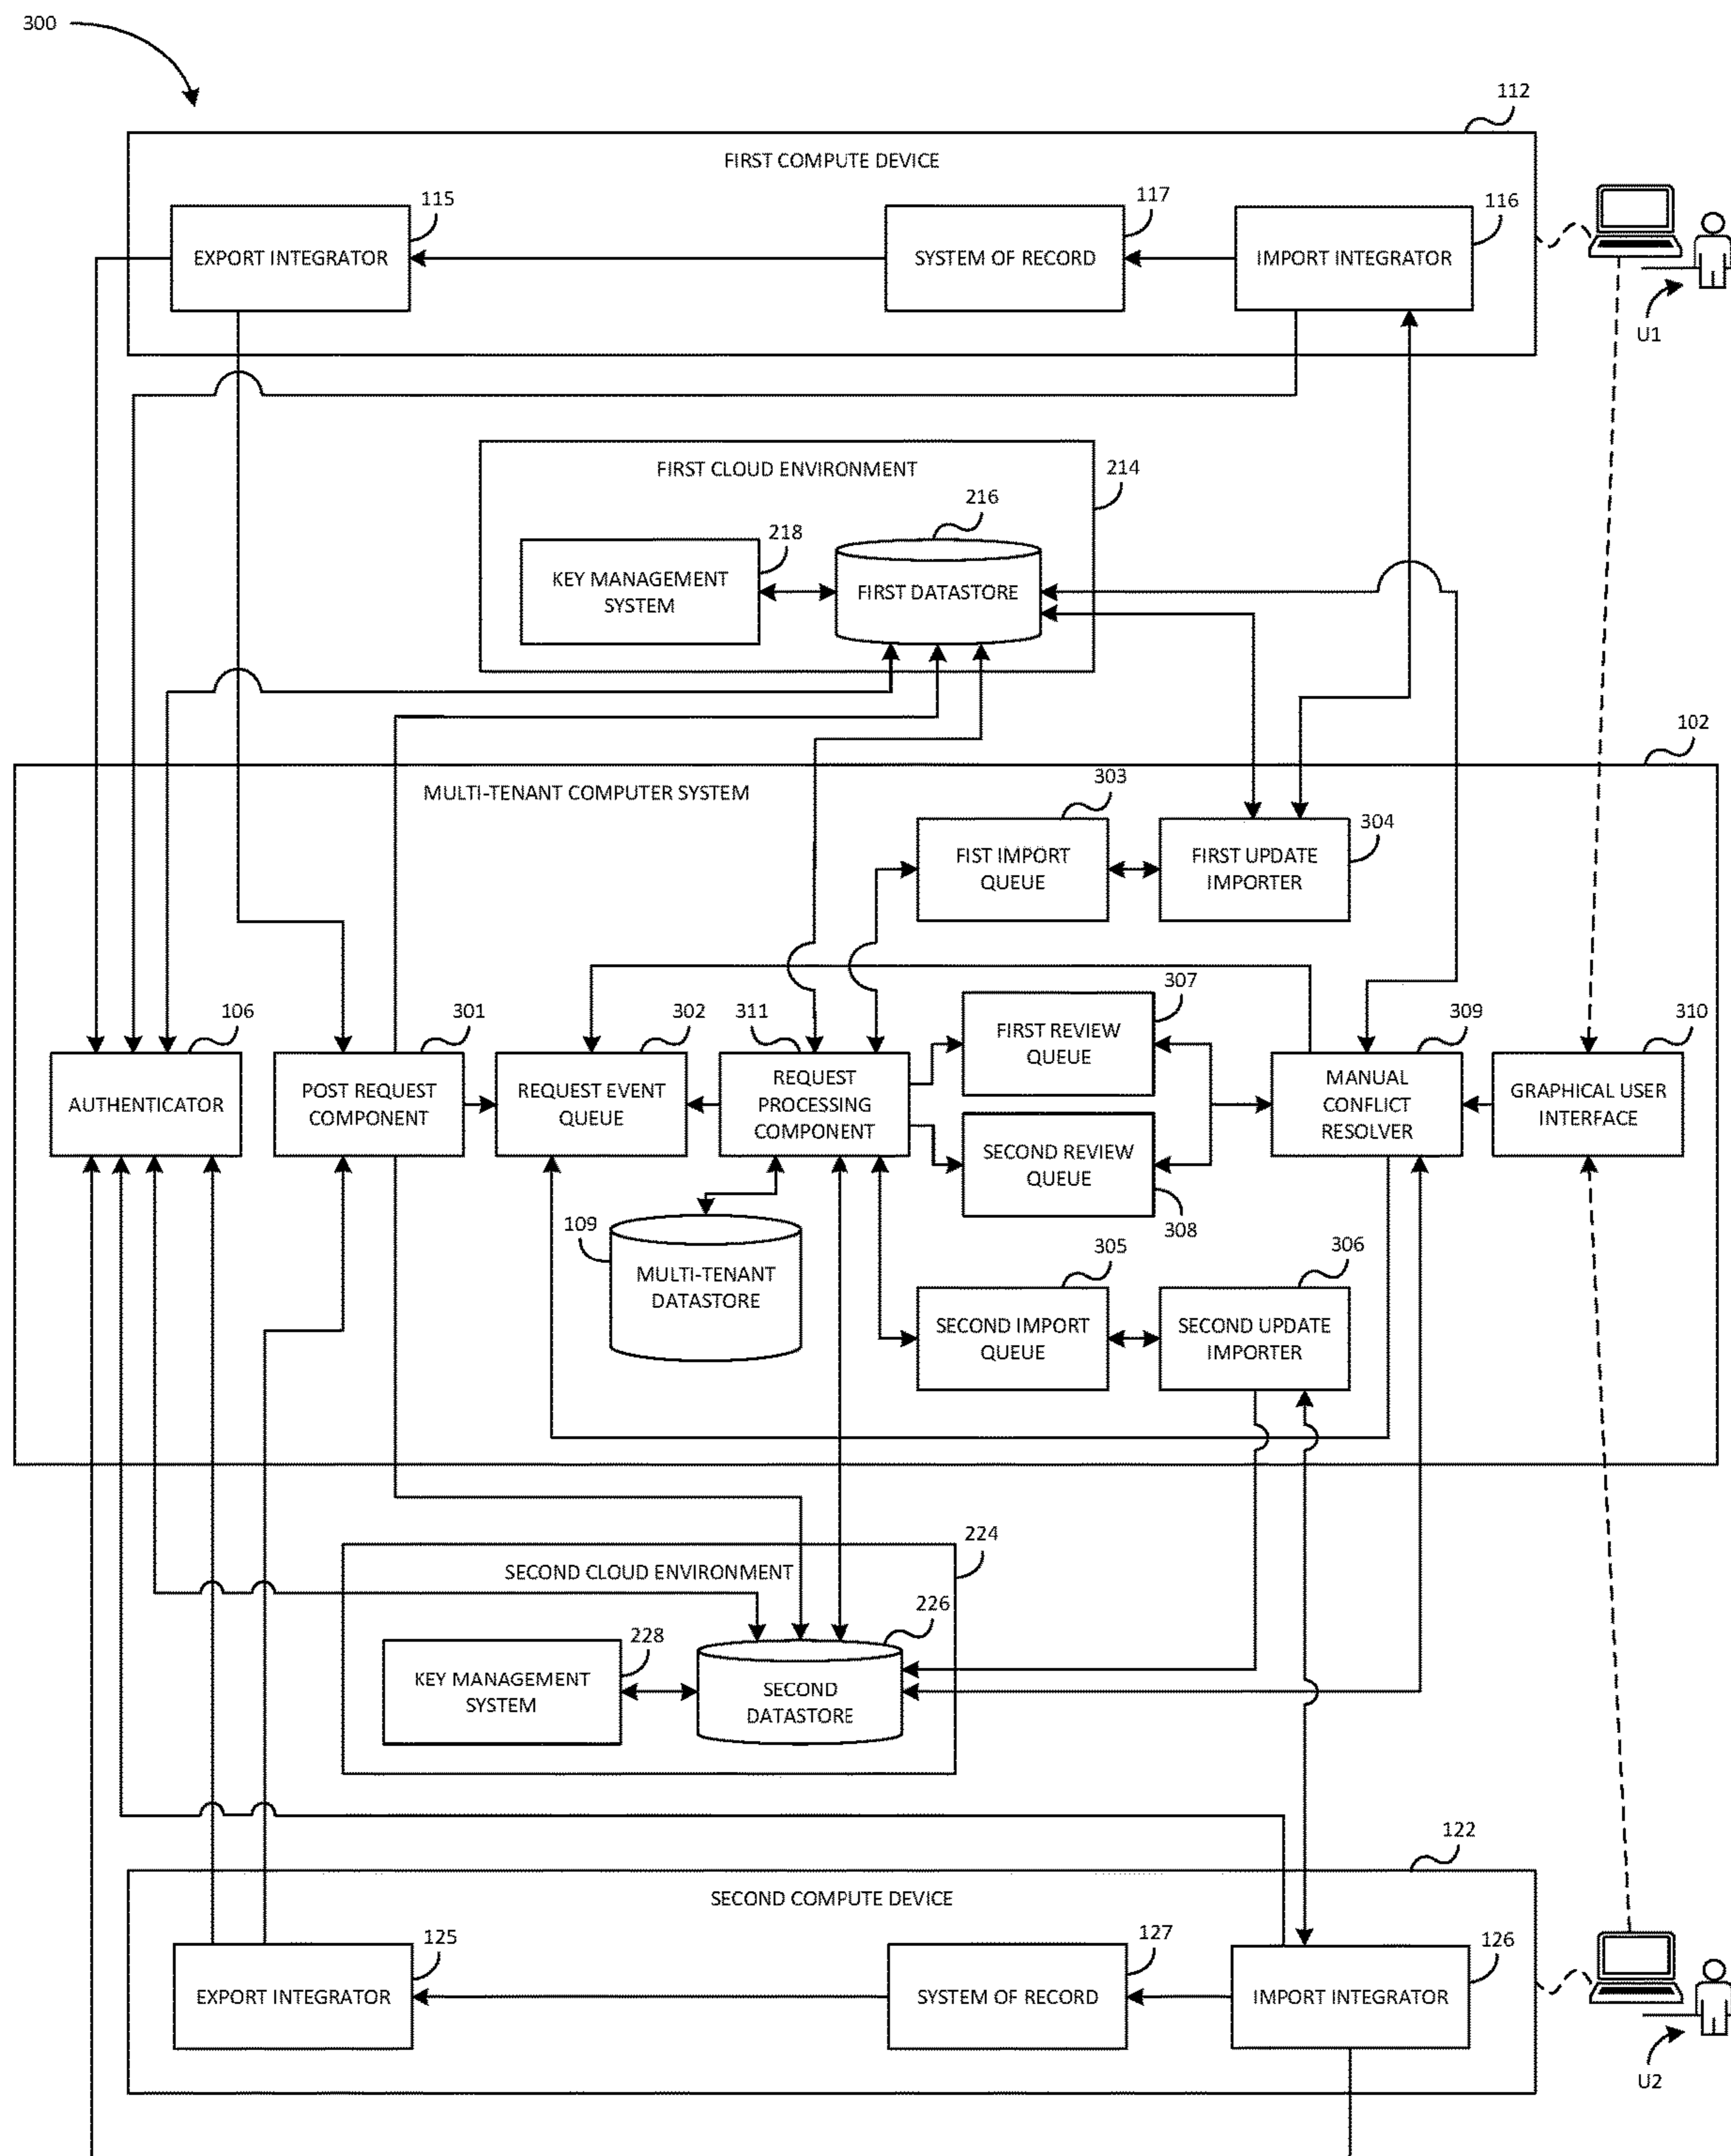 300
112
FIRST COMPUTE DEVICE
115
117
116
EXPORT INTEGRATOR
SYSTEM OF RECORD
IMPORT INTEGRATOR
U1
FIRST CLOUD ENVIRONMENT
214
216
218
KEY MANAGEMENT
SYSTEM
FIRST DATASTORE
102
MULTI-TENANT COMPUTER SYSTEM
303
304
FIST IMPORT
QUEUE
FIRST UPDATE
IMPORTER
307
106
301
302
311
309
310
FIRST REVIEW
QUEUE
AUTHENTICATOR
POST REQUEST
COMPONENT
REQUEST EVENT
QUEUE
REQUEST
PROCESSING
COMPONENT
MANUAL
CONFLICT
RESOLVER
GRAPHICAL USER
INTERFACE
SECOND REVIEW
QUEUE
308
109
MULTI-TENANT
DATASTORE
305
306
SECOND IMPORT
QUEUE
SECOND UPDATE
IMPORTER
224
SECOND CLOUD ENVIRONMENT
226
228
KEY MANAGEMENT
SYSTEM
SECOND
DATASTORE
122
SECOND COMPUTE DEVICE
125
127
126
EXPORT INTEGRATOR
SYSTEM OF RECORD
IMPORT INTEGRATOR
U2